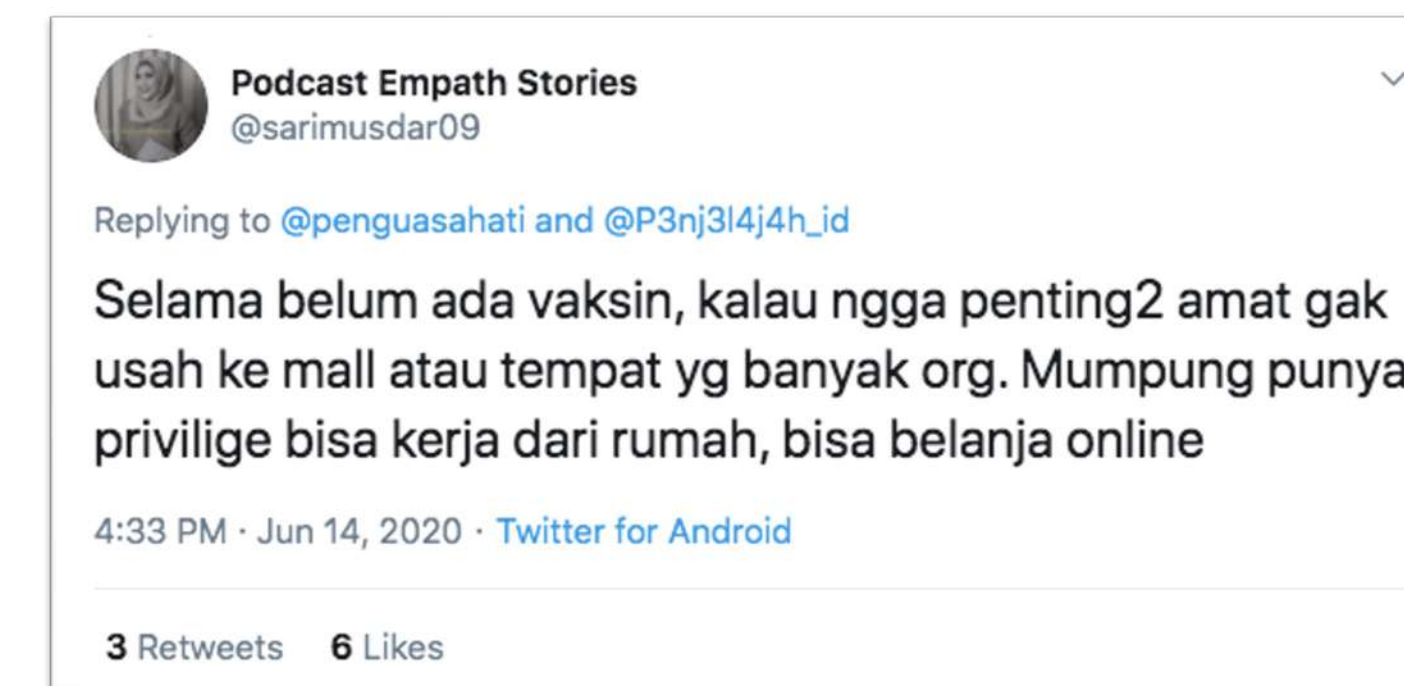 Podcast Empath Stories
@sarimusdar09
Replying to @penguasahati and @P3nj3l4j4h_id
Selama belum ada vaksin, kalau ngga penting2 amat gak
usah ke mall atau tempat yg banyak org. Mumpung punya
privilige bisa kerja dari rumah, bisa belanja online
4:33 PM · Jun 14, 2020 · Twitter for Android
3 Retweets 6 Likes